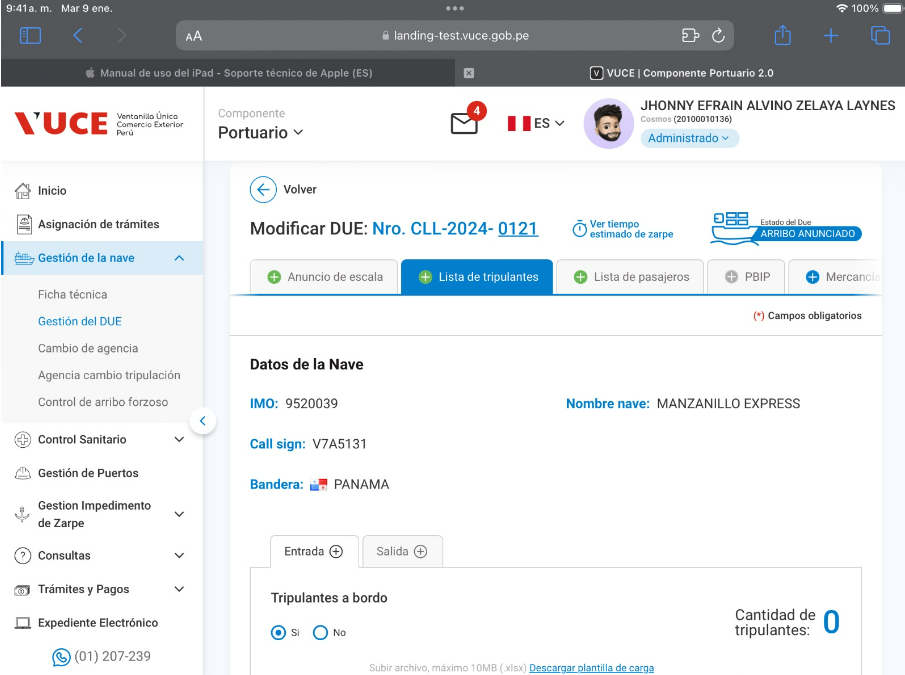 9:41 a. m. Mar 9 ene.
100%
AA
landing-test.vuce.gob.pe
Manual de uso del iPad - Soporte técnico de Apple (ES)
V VUCE | Componente Portuario 2.0
VUCE
Ventanilla Única
Comercio Exterior
Perú
Componente
Portuario
4
ES
JHONNY EFRAIN ALVINO ZELAYA LAYNES
Cosmos (20100010136)
Administrado
Inicio
Asignación de trámites
Gestión de la nave
Ficha técnica
Gestión del DUE
Cambio de agencia
Agencia cambio tripulación
Control de arribo forzoso
Control Sanitario
Gestión de Puertos
Gestion Impedimento
de Zarpe
Consultas
Trámites y Pagos
Expediente Electrónico
(01) 207-239
Volver
Modificar DUE: Nro. CLL-2024- 0121
Ver tiempo
estimado de zarpe
Estado del Due
ARRIBO ANUNCIADO
Anuncio de escala
Lista de tripulantes
Lista de pasajeros
PBIP
Mercancía
(*) Campos obligatorios
Datos de la Nave
IMO: 9520039
Nombre nave: MANZANILLO EXPRESS
Call sign: V7A5131
Bandera: PANAMA
Entrada
Salida
Tripulantes a bordo
Si No
Cantidad de
tripulantes: 0
Subir archivo, máximo 10MB (.xlsx) Descargar plantilla de carga